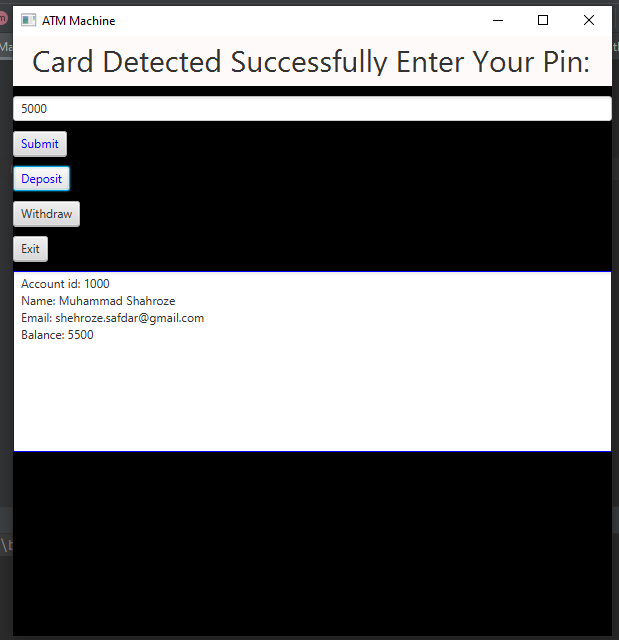 ATM Machine
Card Detected Successfully Enter Your Pin:
5000
Submit
Deposit
Withdraw
Exit
Account id: 1000
Name: Muhammad Shahroze
Email: shehroze.safdar@gmail.com
Balance: 5500